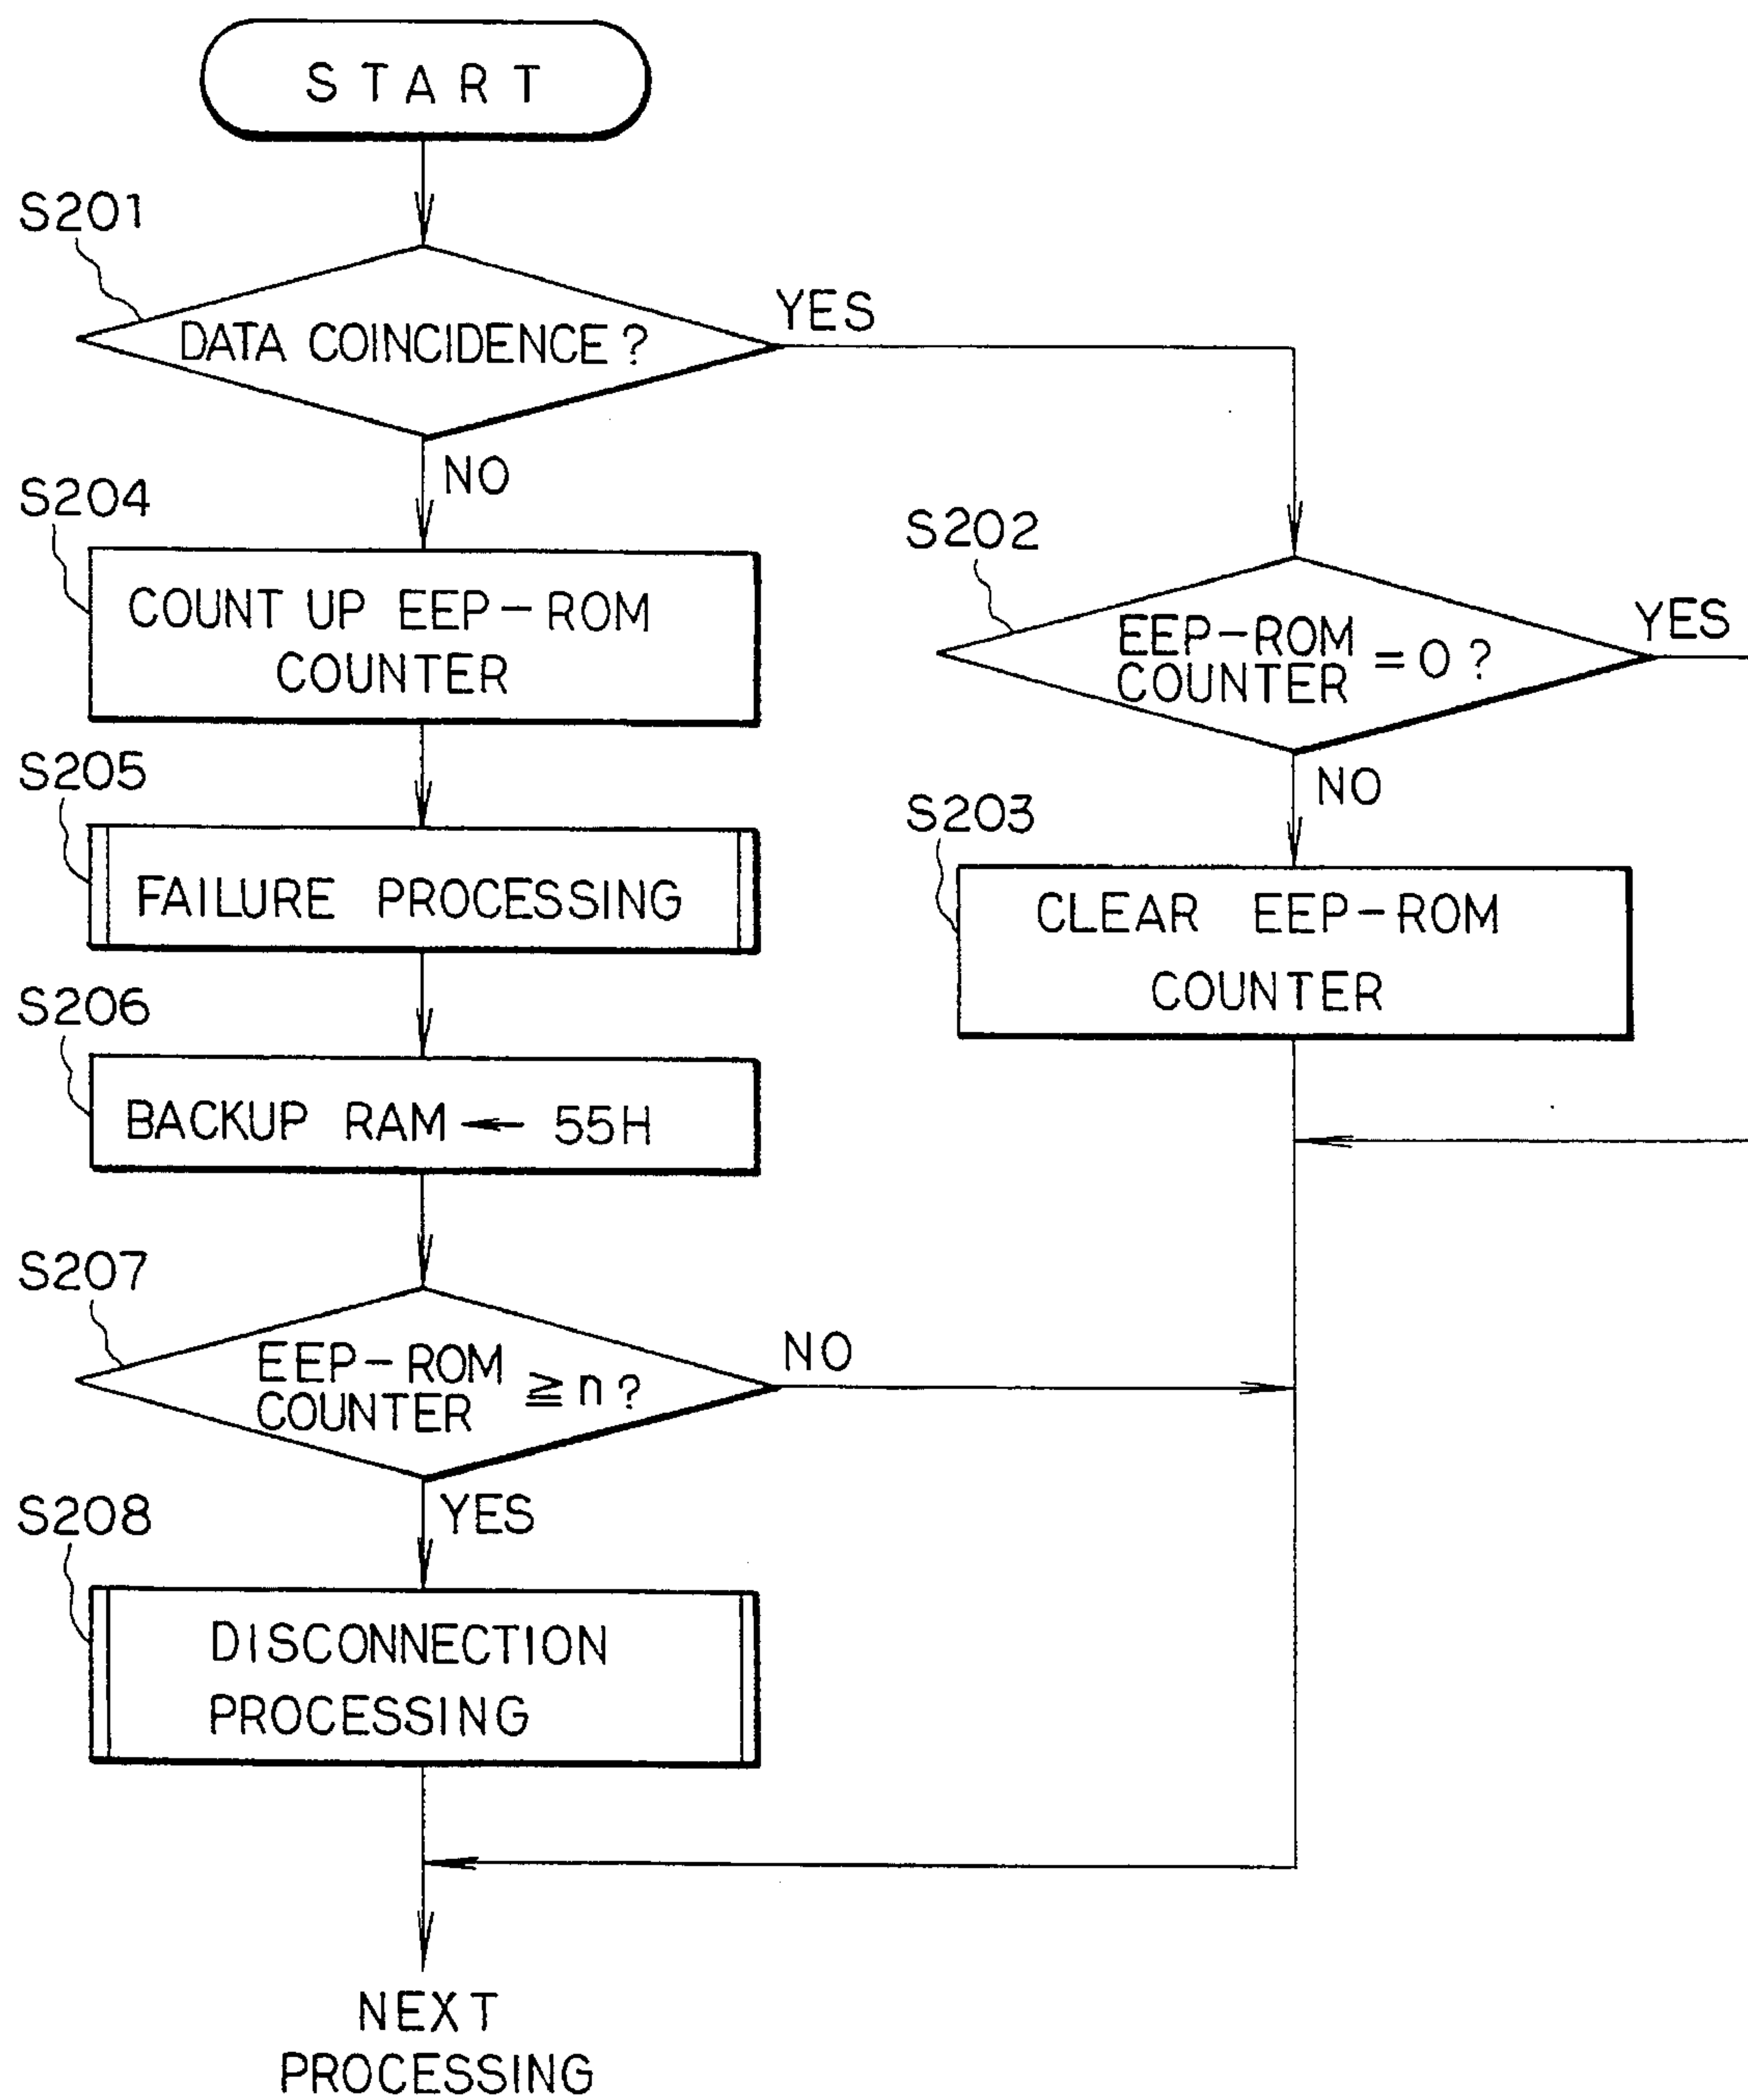 START
S201
DATA COINCIDENCE?
YES
NO
S204
COUNT UP EEP-ROM
COUNTER
S202
EEP-ROM
COUNTER = 0?
YES
NO
S203
CLEAR EEP-ROM
COUNTER
S205
FAILURE PROCESSING
S206
BACKUP RAM ← 55H
S207
EEP-ROM
COUNTER ≧ n?
NO
YES
S208
DISCONNECTION
PROCESSING
NEXT
PROCESSING